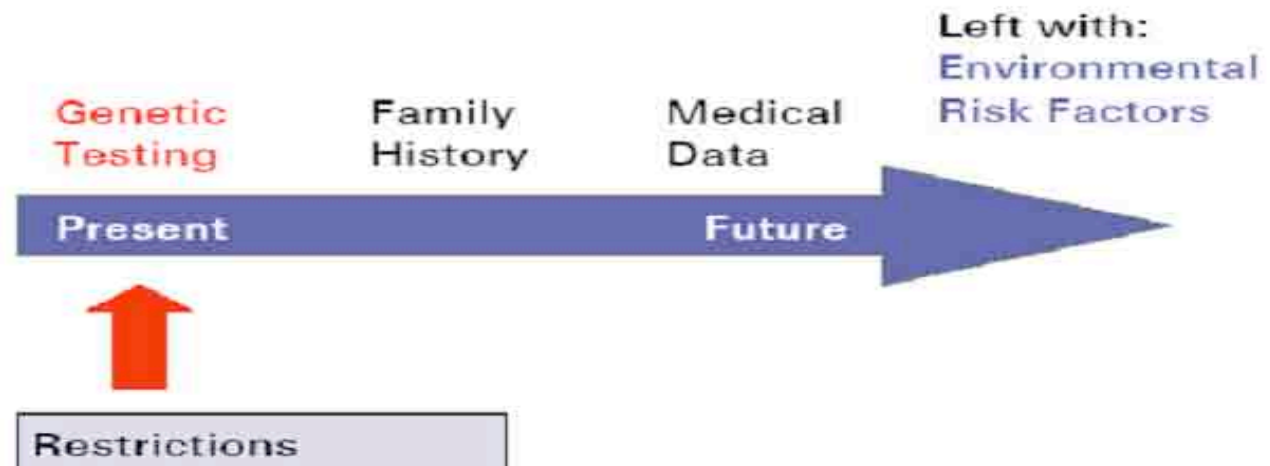 Left with:
Environmental
Risk Factors
Genetic
Testing
Family
History
Medical
Data
Present
Future
Restrictions